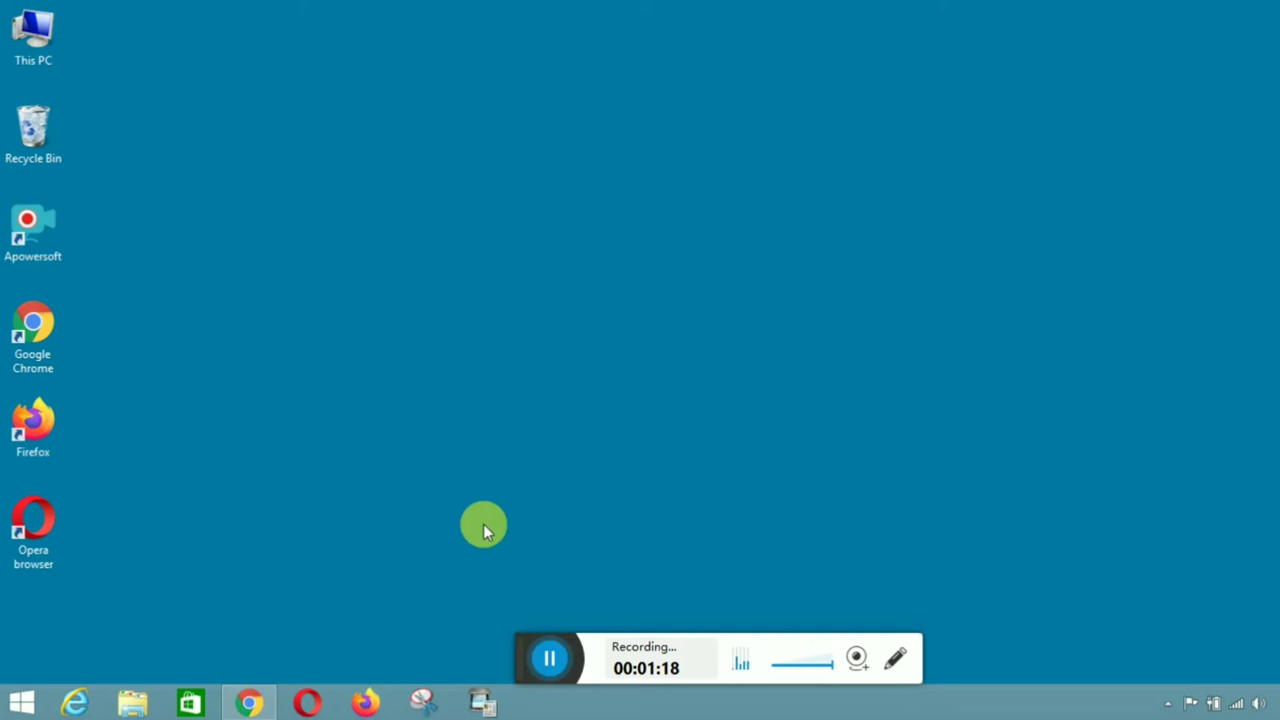 This PC
Recycle Bin
Apowersoft
Google
Chrome
Firefox
Opera
browser
Recording...
00:01:18